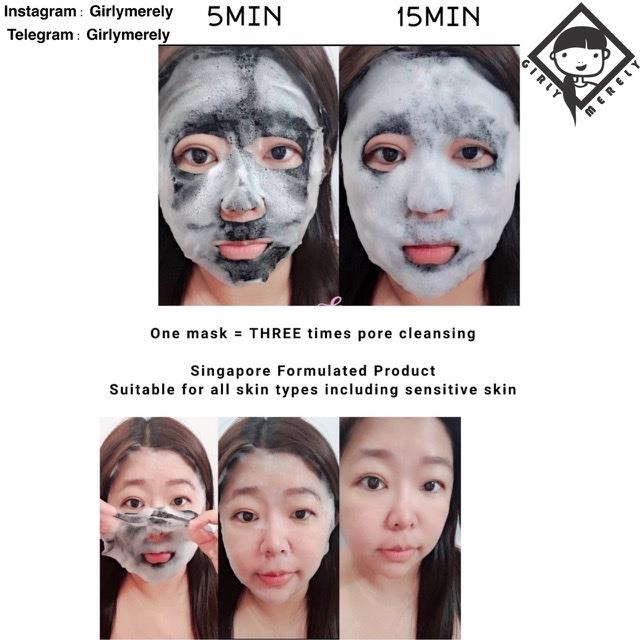 Instagram: Girlymerely
Telegram: Girlymerely
5MIN
15MIN
GIRLY MERELY
One mask = THREE times pore cleansing
Singapore Formulated Product
Suitable for all skin types including sensitive skin